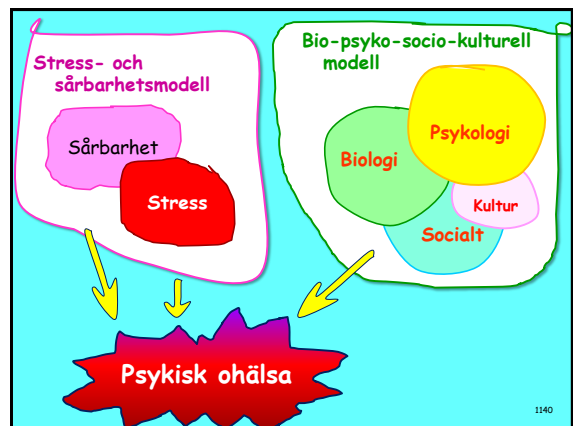 Stress- och
sårbarhetsmodell
Sårbarhet
Stress
Bio-psyko-socio-kulturell
modell
Psykologi
Biologi
Kultur
Socialt
Psykisk ohälsa
1140